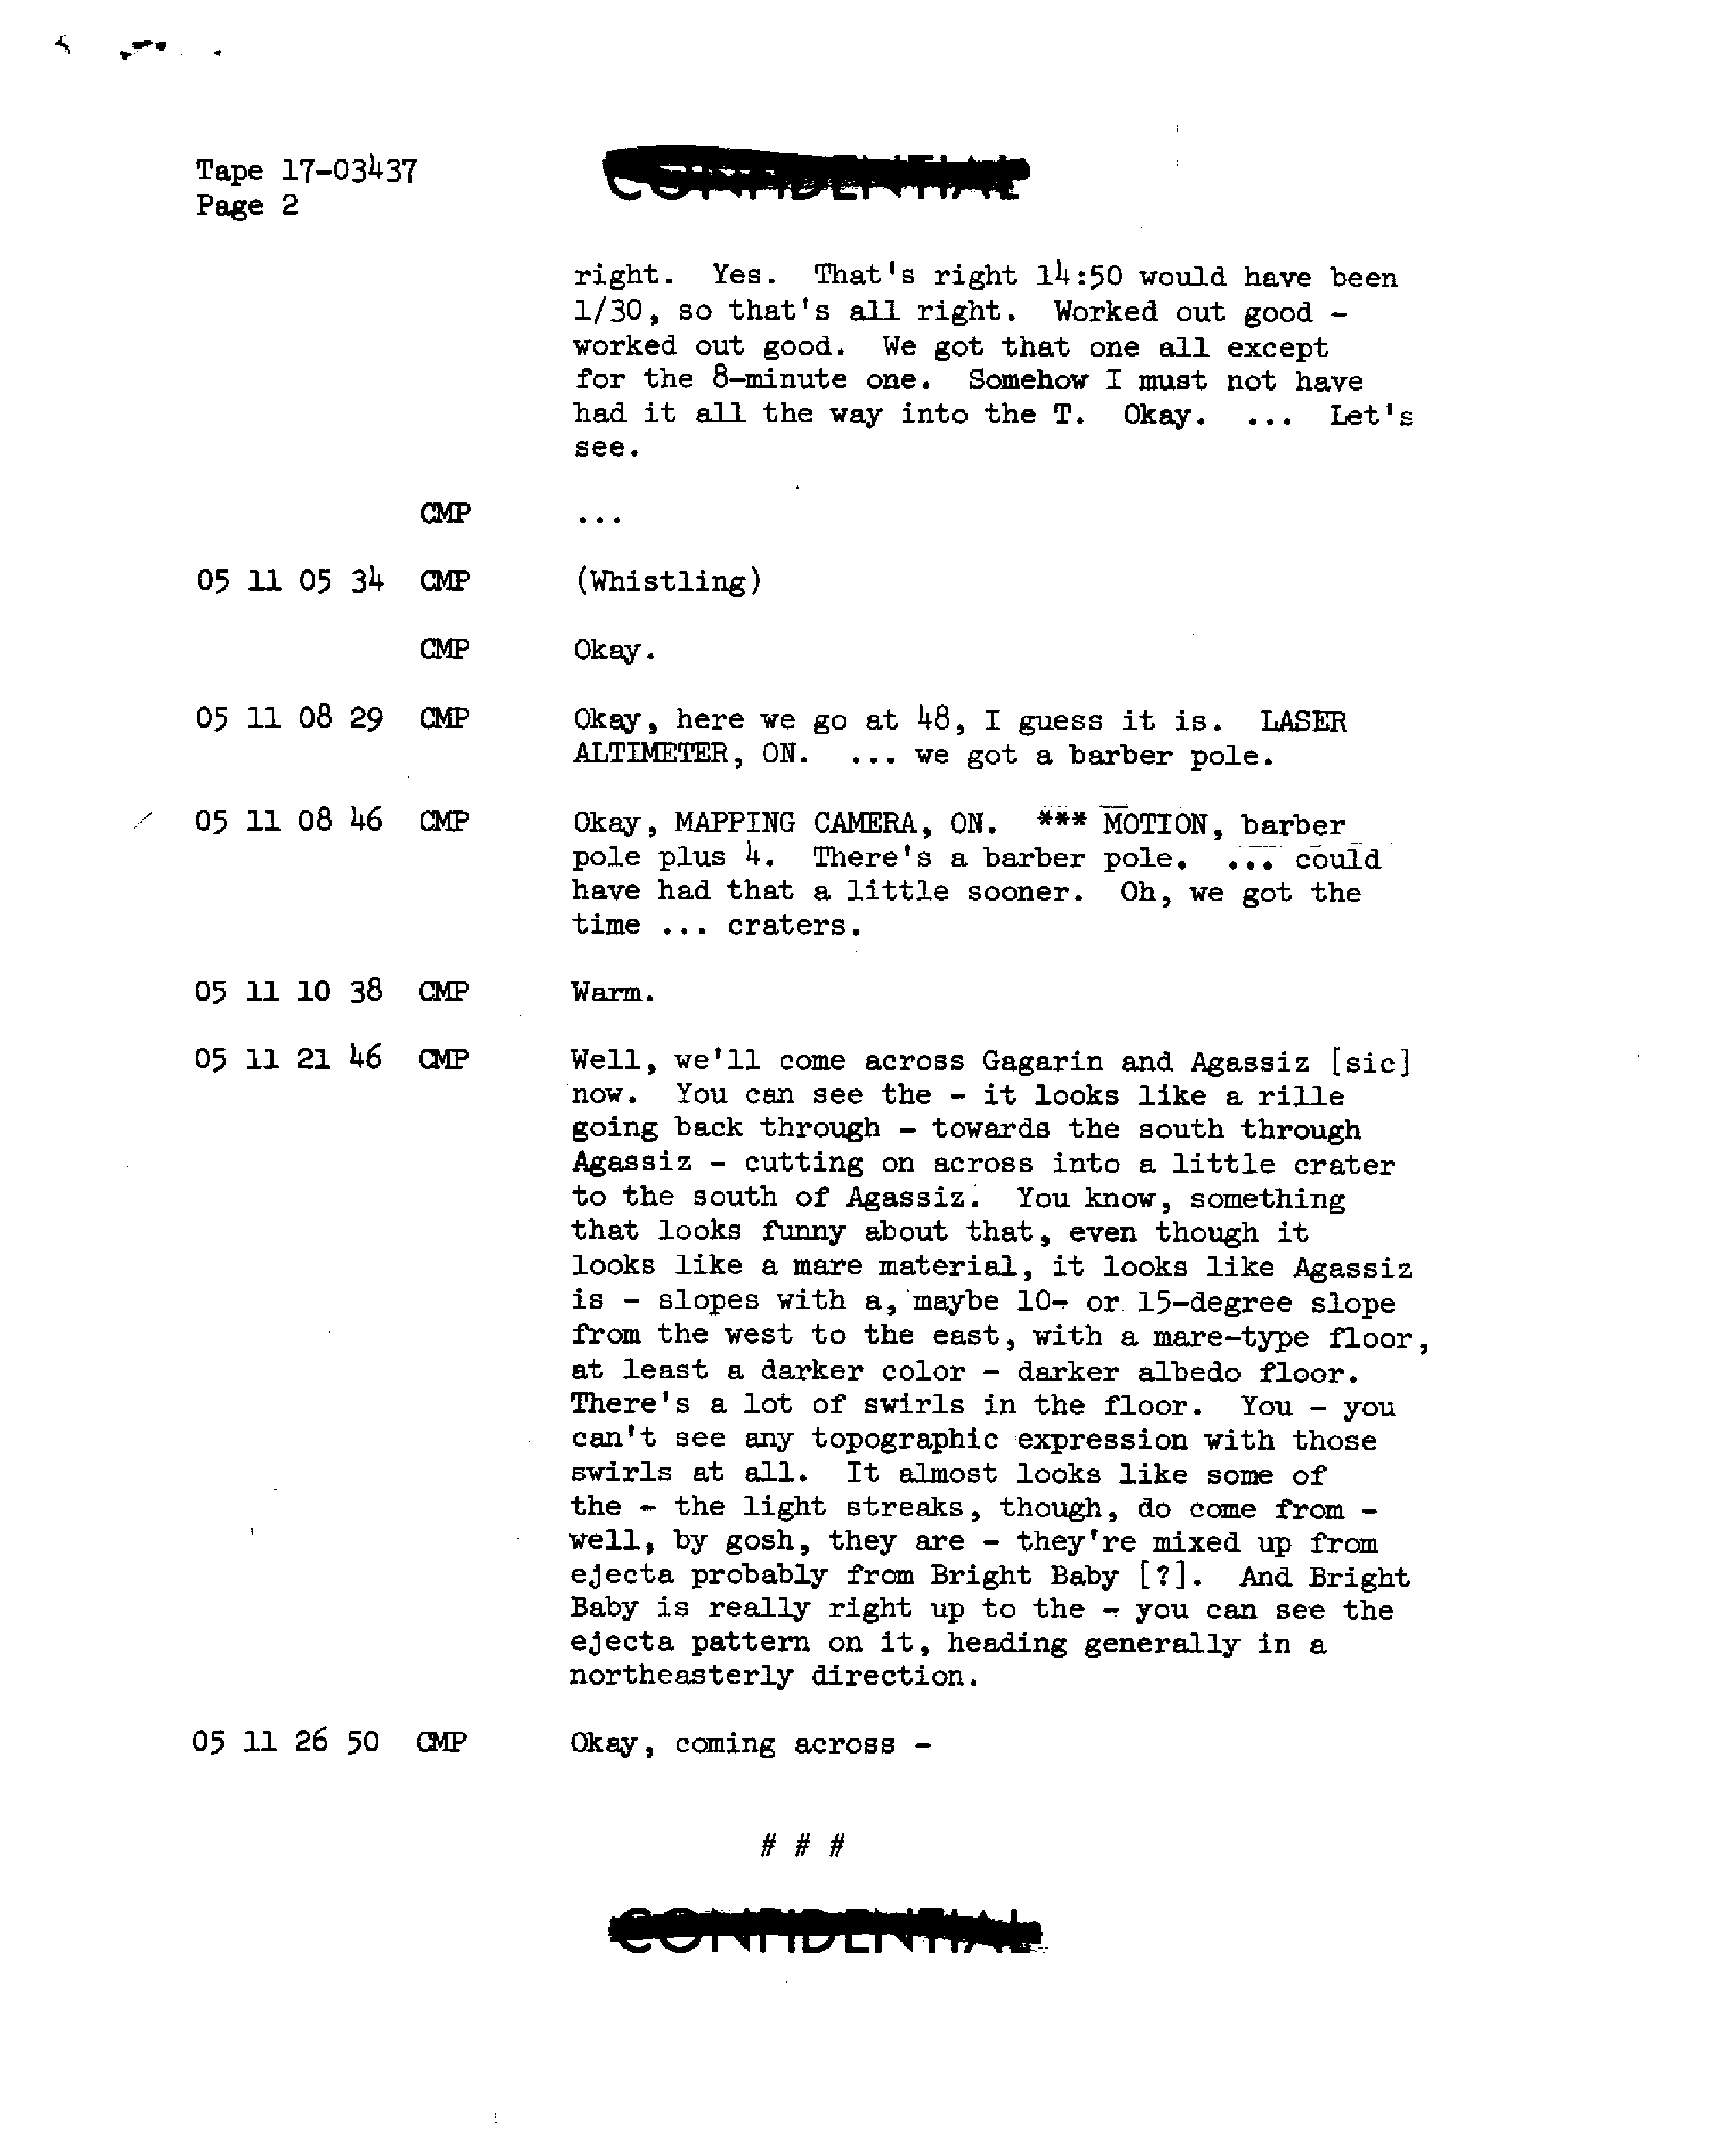 Tape 17-03437
Page 2
CONFIDENTIAL
right. Yes. That's right 14:50 would have been
1/30, so that's all right. Worked out good -
worked out good. We got that one all except
for the 8-minute one. Somehow I must not have
had it all the way into the T. Okay. ... Let's
see.
CMP ...
05 11 05 34 CMP (Whistling)
CMP Okay.
05 11 08 29 CMP Okay, here we go at 48, I guess it is. LASER
ALTIMETER, ON. ... we got a barber pole.
05 11 08 46 CMP Okay, MAPPING CAMERA, ON. *** MOTION, barber
pole plus 4. There's a barber pole. ... could
have had that a little sooner. Oh, we got the
time ... craters.
05 11 10 38 CMP Warm.
05 11 21 46 CMP Well, we'll come across Gagarin and Agassiz [sic]
now. You can see the - it looks like a rille
going back through - towards the south through
Agassiz - cutting on across into a little crater
to the south of Agassiz. You know, something
that looks funny about that, even though it
looks like a mare material, it looks like Agassiz
is - slopes with a, maybe 10- or 15-degree slope
from the west to the east, with a mare-type floor,
at least a darker color - darker albedo floor.
There's a lot of swirls in the floor. You - you
can't see any topographic expression with those
swirls at all. It almost looks like some of
the - the light streaks, though, do come from -
well, by gosh, they are - they're mixed up from
ejecta probably from Bright Baby [?]. And Bright
Baby is really right up to the - you can see the
ejecta pattern on it, heading generally in a
northeasterly direction.
05 11 26 50 CMP Okay, coming across -
# # #
CONFIDENTIAL